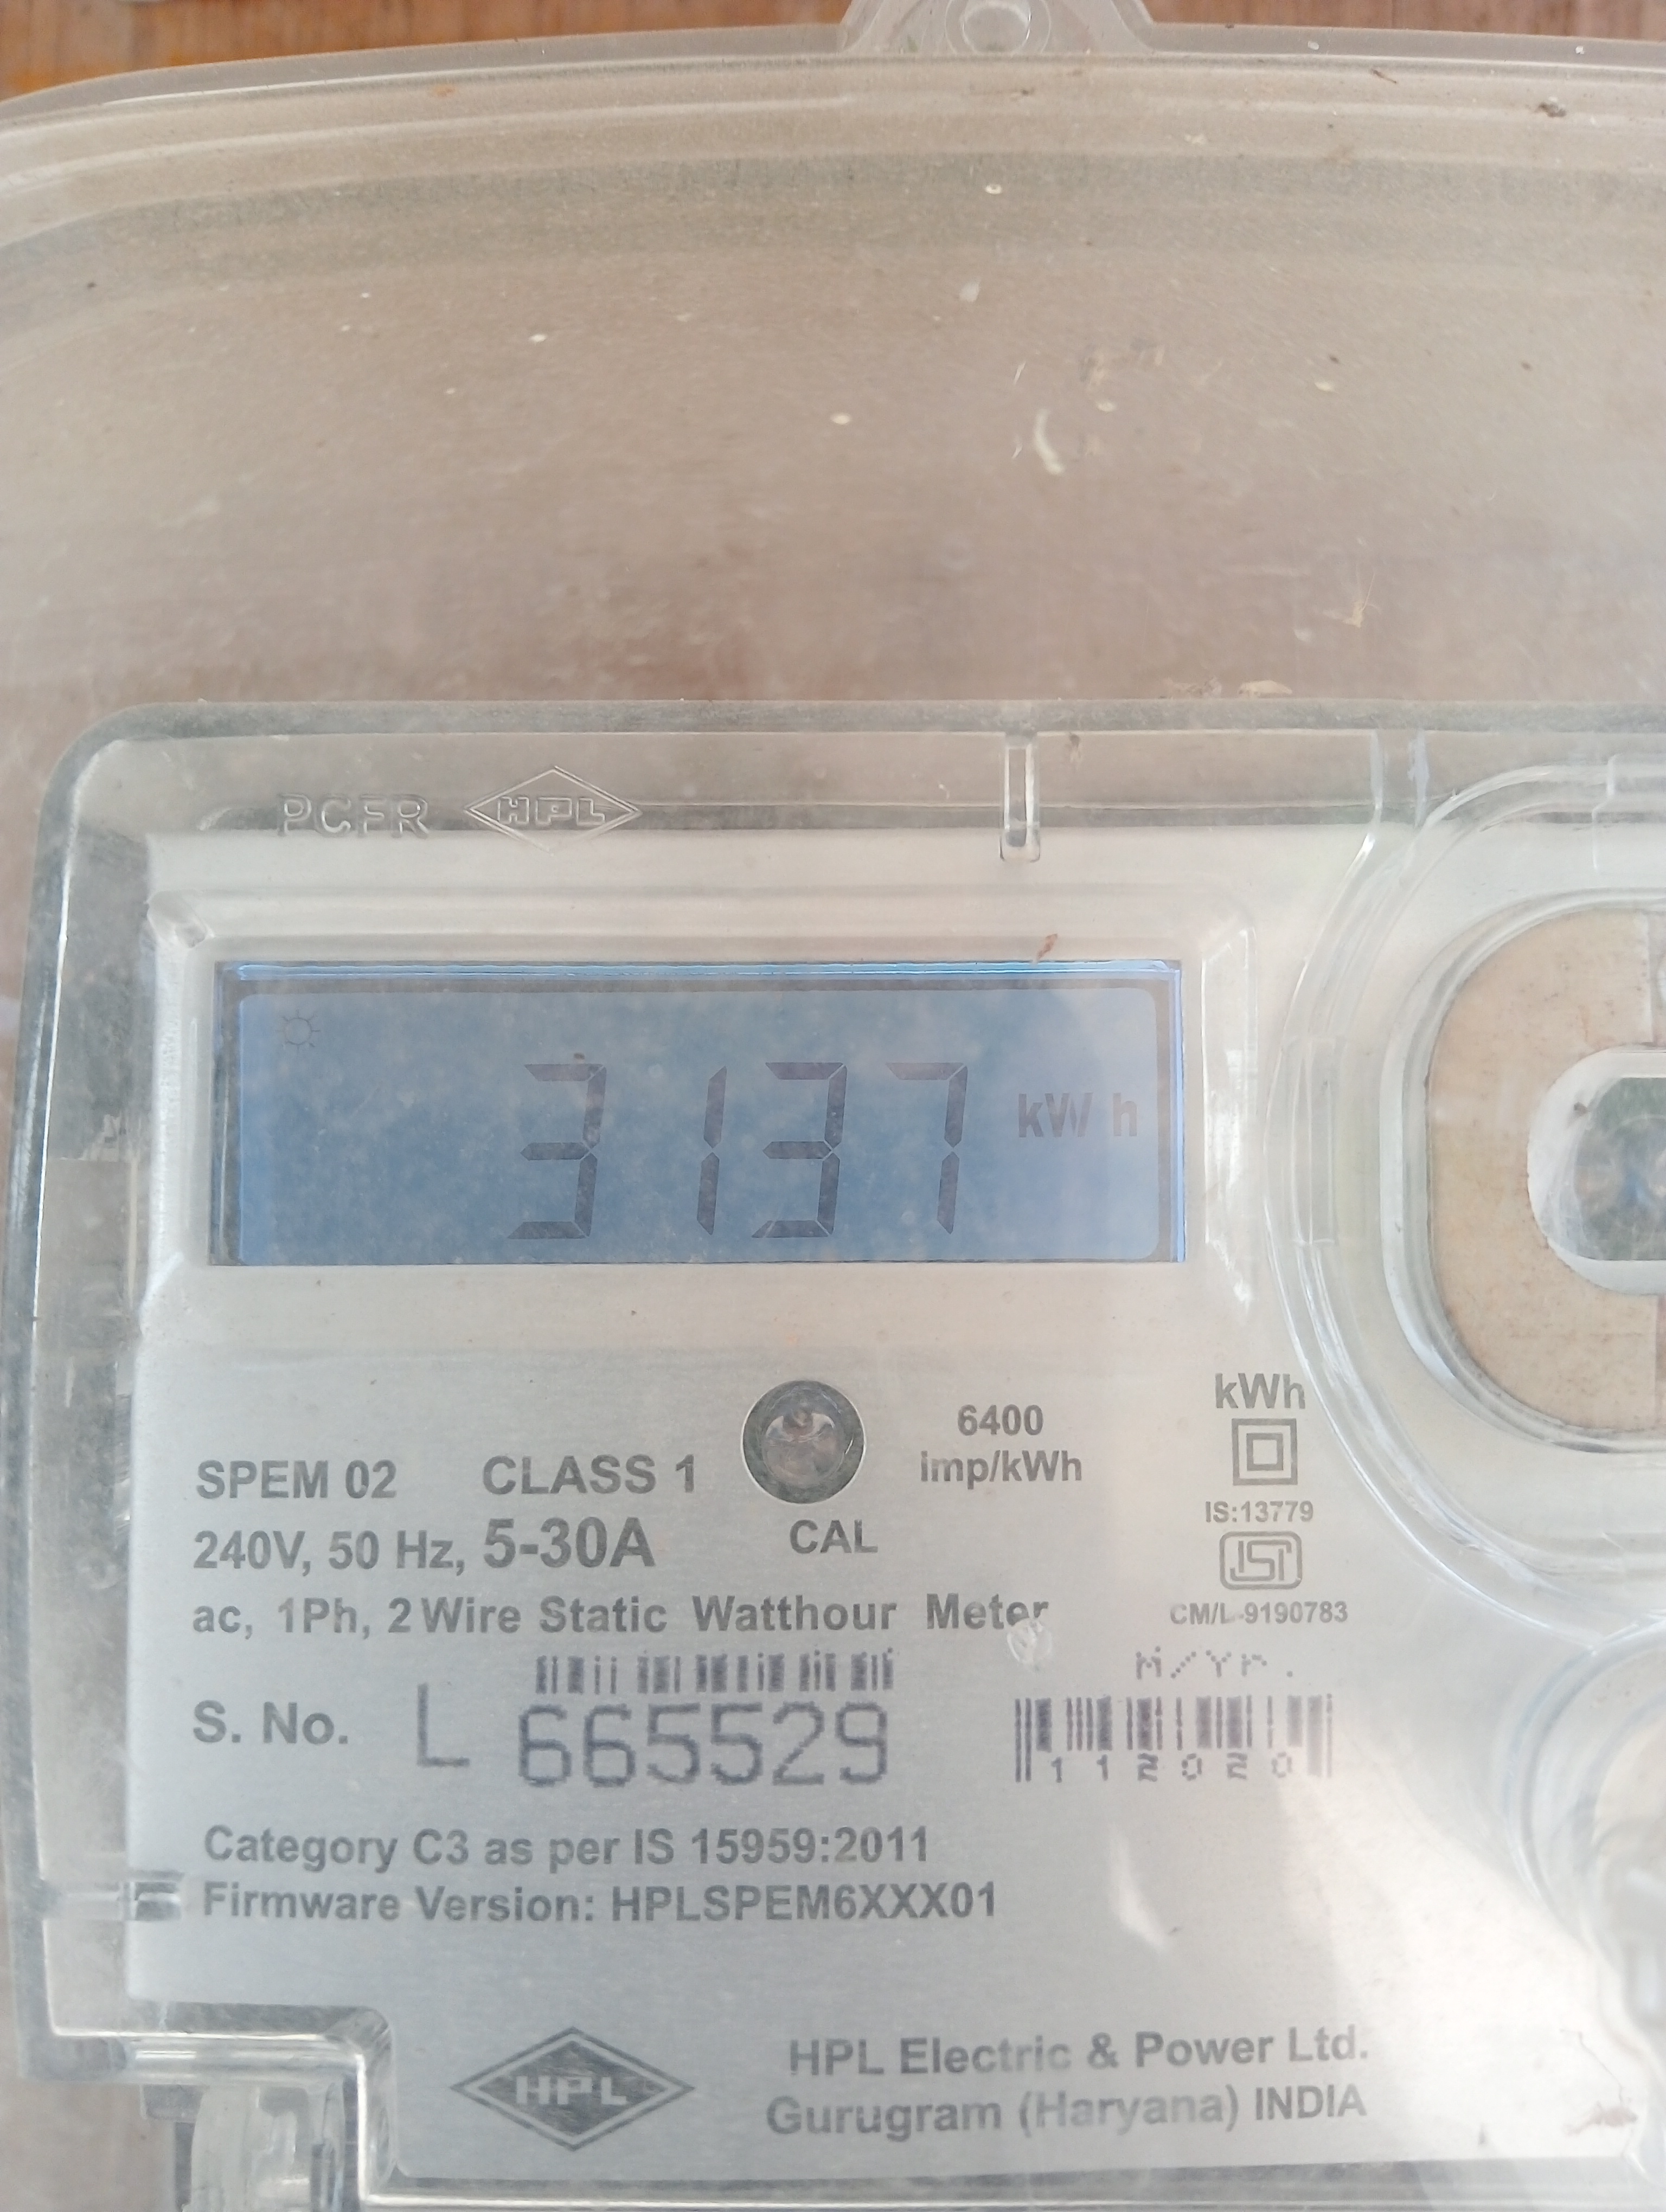 PCFR HPL
3137 kWh
6400
imp/kWh
kWh
SPEM 02 CLASS 1
CAL
IS:13779
240V, 50 Hz, 5-30A
ISI
ac, 1Ph, 2 Wire Static Watthour Meter
CM/L-9190783
M/Yr.
S. No. L 665529
112020
Category C3 as per IS 15959:2011
Firmware Version: HPLSPEM6XXX01
HPL
HPL Electric & Power Ltd.
Gurugram (Haryana) INDIA